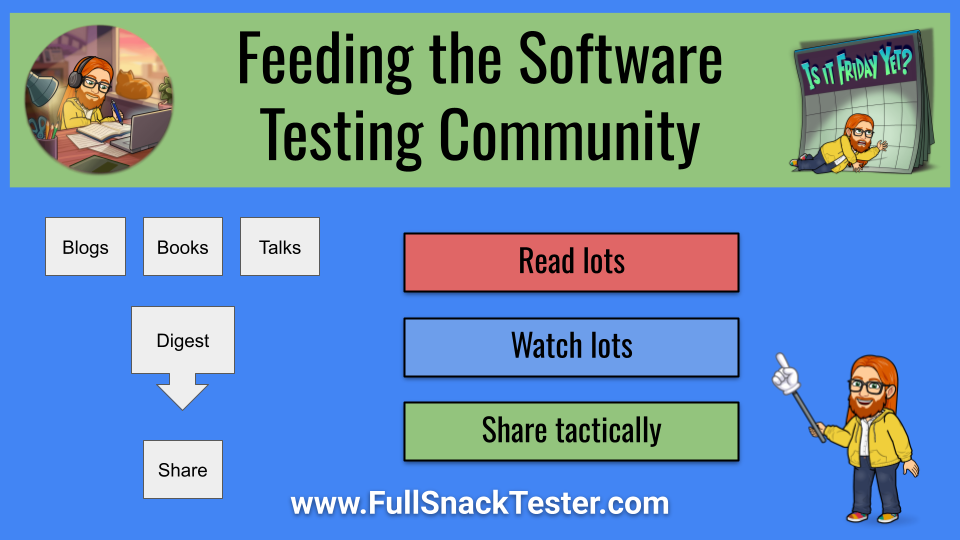 Feeding the Software
Testing Community
Is it Friday Yet?
Blogs
Books
Talks
Digest
Share
Read lots
Watch lots
Share tactically
www.FullSnackTester.com